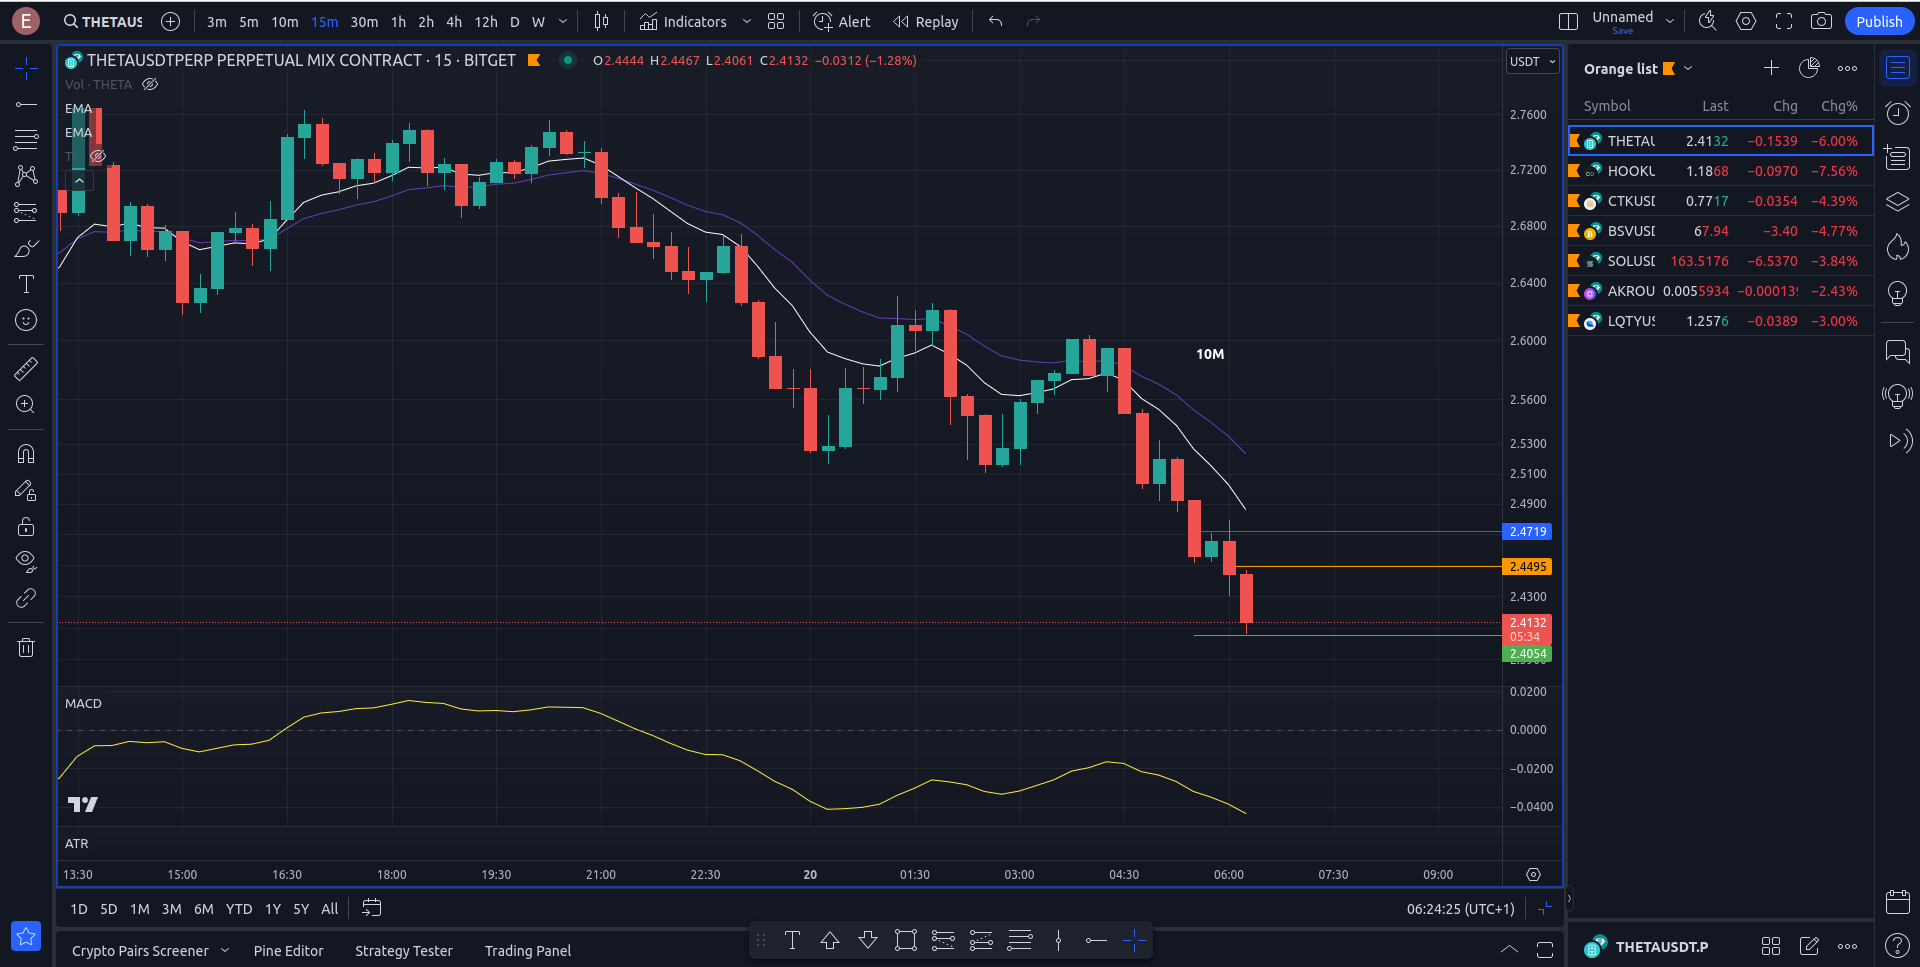 E
THETAUS
3m 5m 10m 15m 30m 1h 2h 4h 12h D W
Indicators
Alert
Replay
Unnamed
Save
Publish
THETAUSDTPERP PERPETUAL MIX CONTRACT · 15 · BITGET
O2.4444 H2.4467 L2.4061 C2.4132 −0.0312 (−1.28%)
Vol · THETA
EMA
EMA
T
USDT
2.7600
2.7200
2.6800
2.6400
2.6000
2.5600
2.5300
2.5100
2.4900
2.4719
2.4495
2.4300
2.4132
05:34
2.4054
10M
MACD
0.0200
0.0000
−0.0200
−0.0400
ATR
13:30 15:00 16:30 18:00 19:30 21:00 22:30 20 01:30 03:00 04:30 06:00 07:30 09:00
1D 5D 1M 3M 6M YTD 1Y 5Y All
06:24:25 (UTC+1)
Crypto Pairs Screener
Pine Editor
Strategy Tester
Trading Panel
Orange list
Symbol Last Chg Chg%
THETAU 2.4132 −0.1539 −6.00%
HOOKU 1.1868 −0.0970 −7.56%
CTKUSD 0.7717 −0.0354 −4.39%
BSVUSD 67.94 −3.40 −4.77%
SOLUSD 163.5176 −6.5370 −3.84%
AKROU 0.0055934 −0.000139 −2.43%
LQTYUS 1.2576 −0.0389 −3.00%
THETAUSDT.P